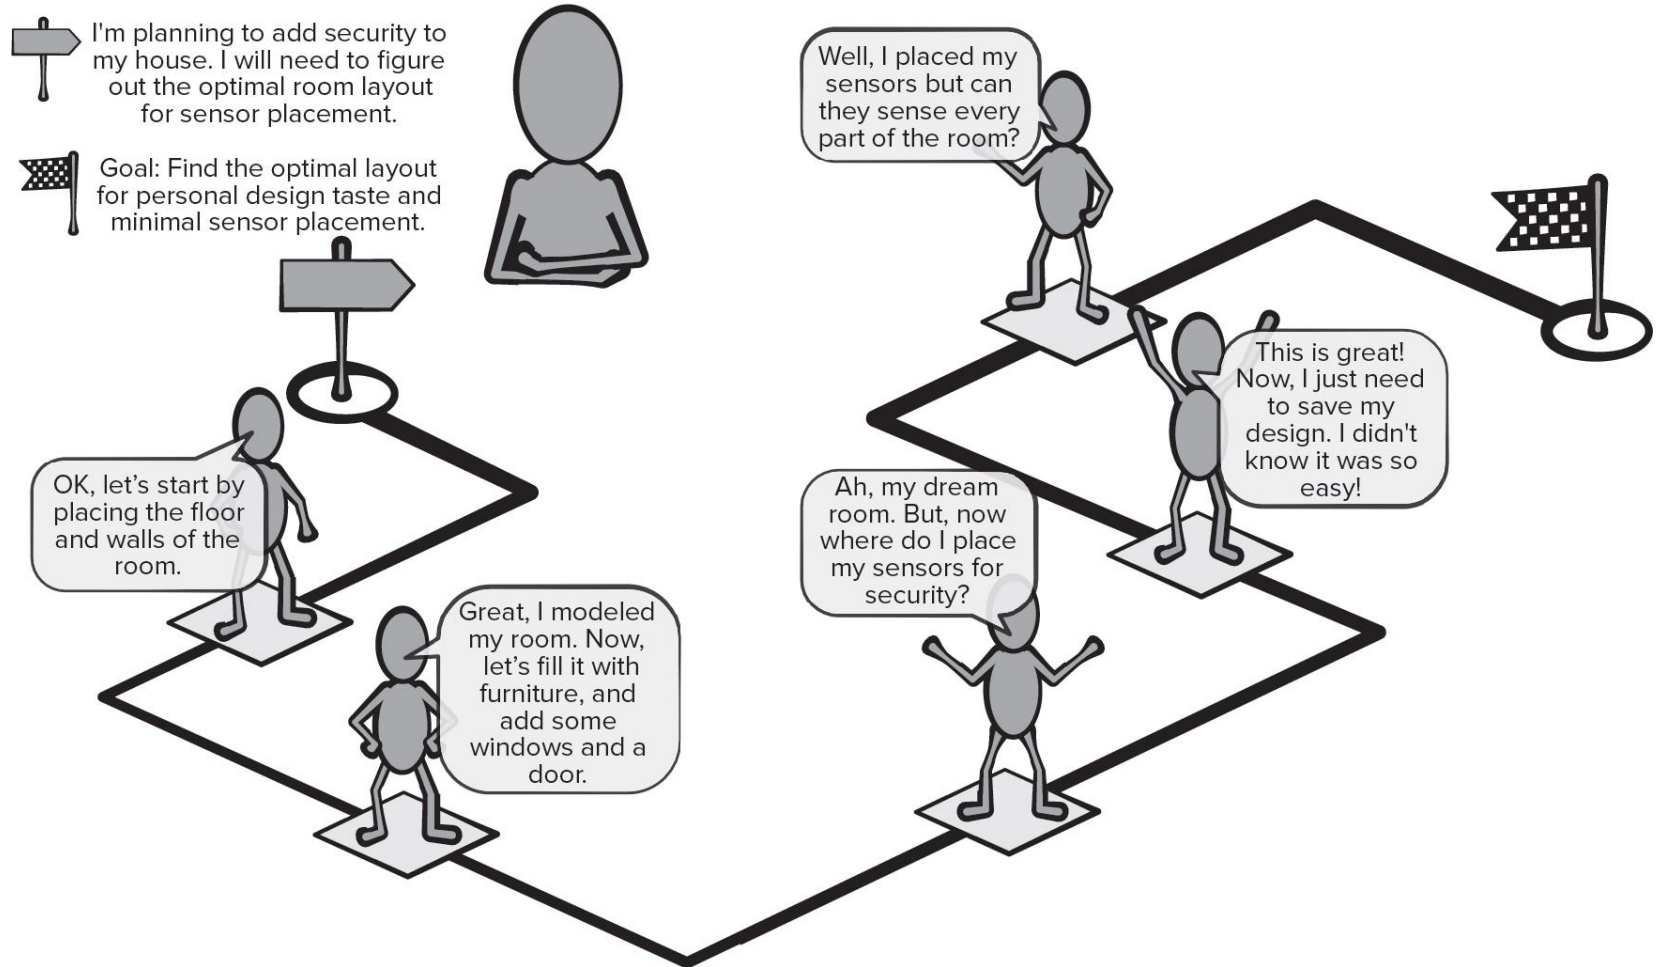 I'm planning to add security to
my house. I will need to figure
out the optimal room layout
for sensor placement.
Goal: Find the optimal layout
for personal design taste and
minimal sensor placement.
OK, let’s start by
placing the floor
and walls of the
room.
Great, I modeled
my room. Now,
let’s fill it with
furniture, and
add some
windows and a
door.
Ah, my dream
room. But, now
where do I place
my sensors for
security?
This is great!
Now, I just need
to save my
design. I didn't
know it was so
easy!
Well, I placed my
sensors but can
they sense every
part of the room?